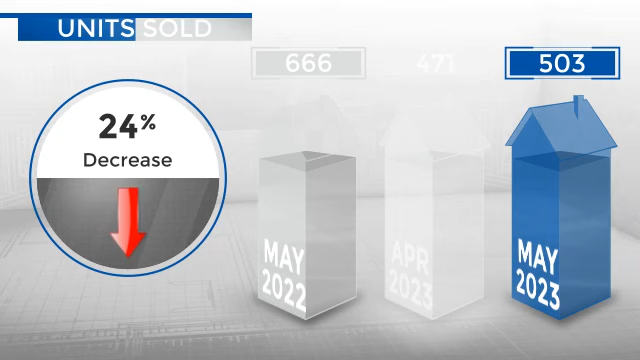 UNITS SOLD
666
471
503
24%
Decrease
MAY
2022
APR
2023
MAY
2023